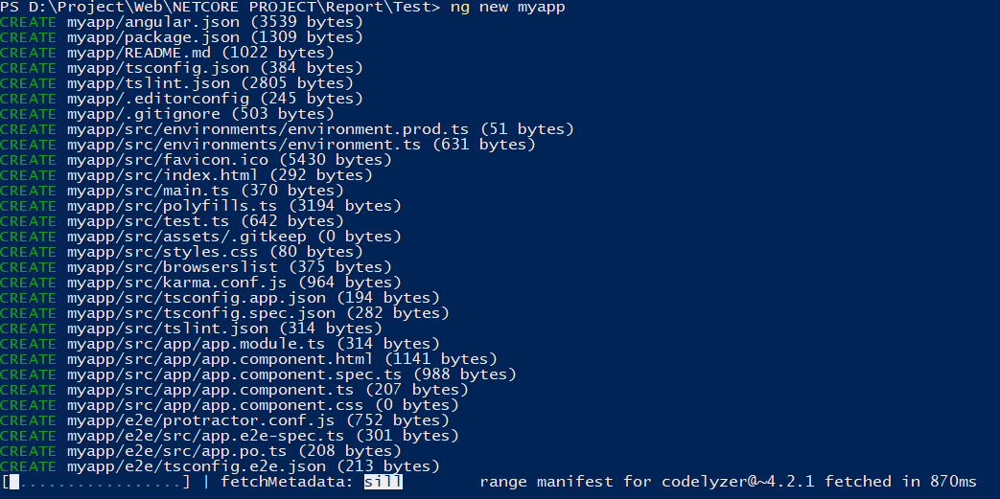 PS D:\Project\Web\NETCORE PROJECT\Report\Test> ng new myapp
CREATE myapp/angular.json (3539 bytes)
CREATE myapp/package.json (1309 bytes)
CREATE myapp/README.md (1022 bytes)
CREATE myapp/tsconfig.json (384 bytes)
CREATE myapp/tslint.json (2805 bytes)
CREATE myapp/.editorconfig (245 bytes)
CREATE myapp/.gitignore (503 bytes)
CREATE myapp/src/environments/environment.prod.ts (51 bytes)
CREATE myapp/src/environments/environment.ts (631 bytes)
CREATE myapp/src/favicon.ico (5430 bytes)
CREATE myapp/src/index.html (292 bytes)
CREATE myapp/src/main.ts (370 bytes)
CREATE myapp/src/polyfills.ts (3194 bytes)
CREATE myapp/src/test.ts (642 bytes)
CREATE myapp/src/assets/.gitkeep (0 bytes)
CREATE myapp/src/styles.css (80 bytes)
CREATE myapp/src/browserslist (375 bytes)
CREATE myapp/src/karma.conf.js (964 bytes)
CREATE myapp/src/tsconfig.app.json (194 bytes)
CREATE myapp/src/tsconfig.spec.json (282 bytes)
CREATE myapp/src/tslint.json (314 bytes)
CREATE myapp/src/app/app.module.ts (314 bytes)
CREATE myapp/src/app/app.component.html (1141 bytes)
CREATE myapp/src/app/app.component.spec.ts (988 bytes)
CREATE myapp/src/app/app.component.ts (207 bytes)
CREATE myapp/src/app/app.component.css (0 bytes)
CREATE myapp/e2e/protractor.conf.js (752 bytes)
CREATE myapp/e2e/src/app.e2e-spec.ts (301 bytes)
CREATE myapp/e2e/src/app.po.ts (208 bytes)
CREATE myapp/e2e/tsconfig.e2e.json (213 bytes)
[█.................] | fetchMetadata: sill range manifest for codelyzer@~4.2.1 fetched in 870ms